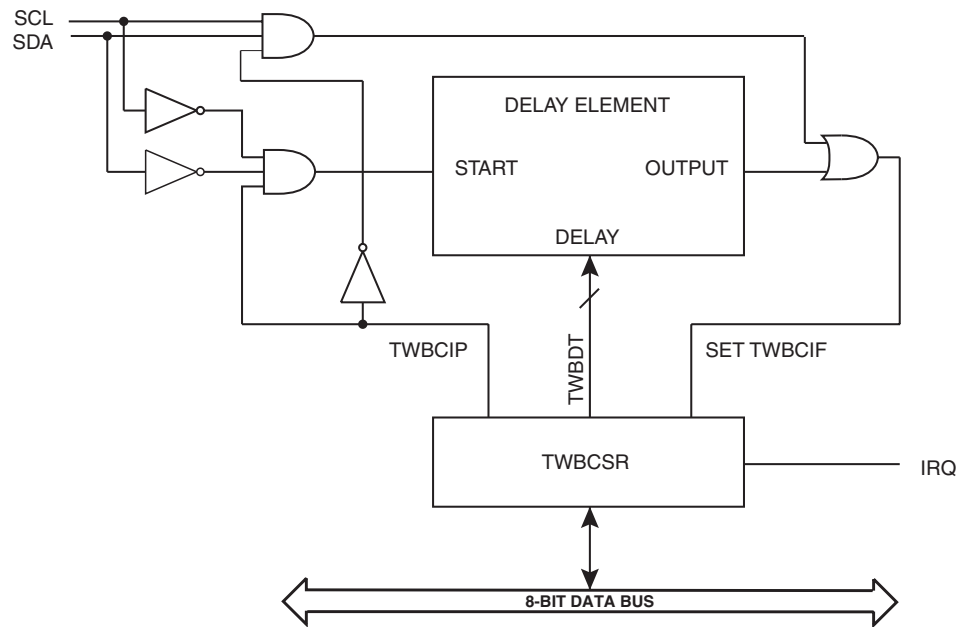 SCL
SDA
DELAY ELEMENT
START
OUTPUT
DELAY
TWBCIP
TWBDT
SET TWBCIF
TWBCSR
IRQ
8-BIT DATA BUS